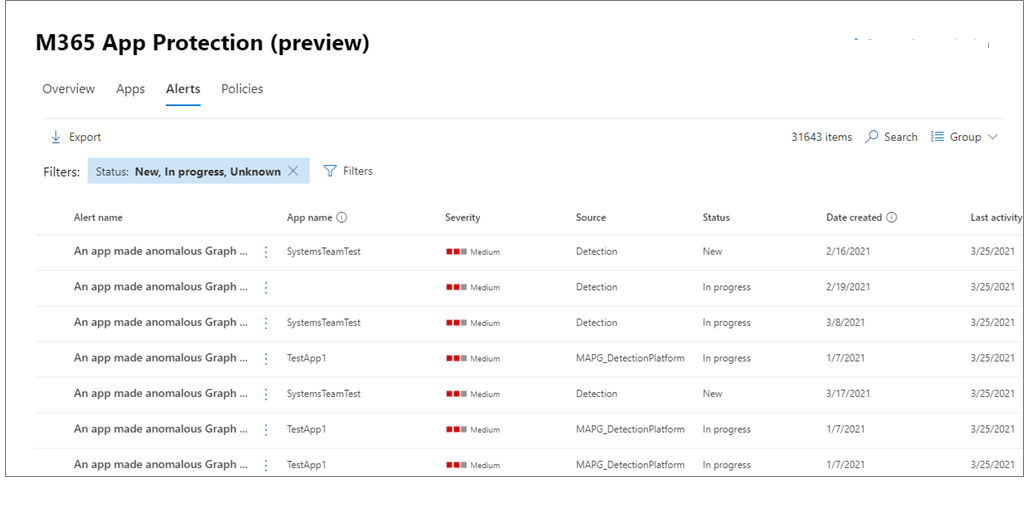 M365 App Protection (preview)
Overview Apps Alerts Policies
Export 31643 items Search Group
Filters: Status: New, In progress, Unknown Filters
Alert name App name Severity Source Status Date created Last activity
An app made anomalous Graph ... SystemsTeamTest Medium Detection New 2/16/2021 3/25/2021
An app made anomalous Graph ... Medium Detection In progress 2/19/2021 3/25/2021
An app made anomalous Graph ... SystemsTeamTest Medium Detection In progress 3/8/2021 3/25/2021
An app made anomalous Graph ... TestApp1 Medium MAPG_DetectionPlatform In progress 1/7/2021 3/25/2021
An app made anomalous Graph ... SystemsTeamTest Medium Detection New 3/17/2021 3/25/2021
An app made anomalous Graph ... TestApp1 Medium MAPG_DetectionPlatform In progress 1/7/2021 3/25/2021
An app made anomalous Graph ... TestApp1 Medium MAPG_DetectionPlatform In progress 1/7/2021 3/25/2021